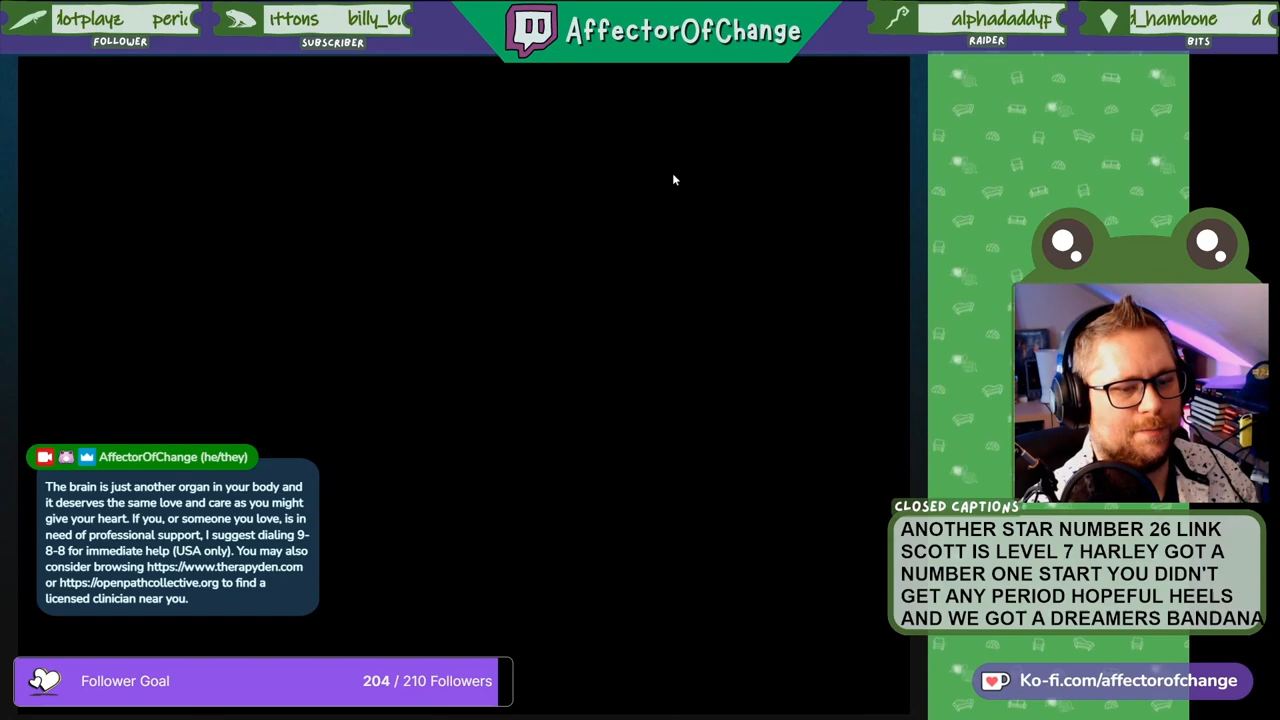 dotplayz
FOLLOWER
SUBSCRIBER
AffectorOfChange
alphadaddyp
RAIDER
d_hambone d
BITS
AffectorOfChange (he/they)
The brain is just another organ in your body and
it deserves the same love and care as you might
give your heart. If you, or someone you love, is in
need of professional support, I suggest dialing 9-
8-8 for immediate help (USA only). You may also
consider browsing https://www.therapyden.com
or https://openpathcollective.org to find a
licensed clinician near you.
CLOSED CAPTIONS
ANOTHER STAR NUMBER 26 LINK
SCOTT IS LEVEL 7 HARLEY GOT A
NUMBER ONE START YOU DIDN'T
GET ANY PERIOD HOPEFUL HEELS
AND WE GOT A DREAMERS BANDANA
Follower Goal
204 / 210 Followers
Ko-fi.com/affectorofchange